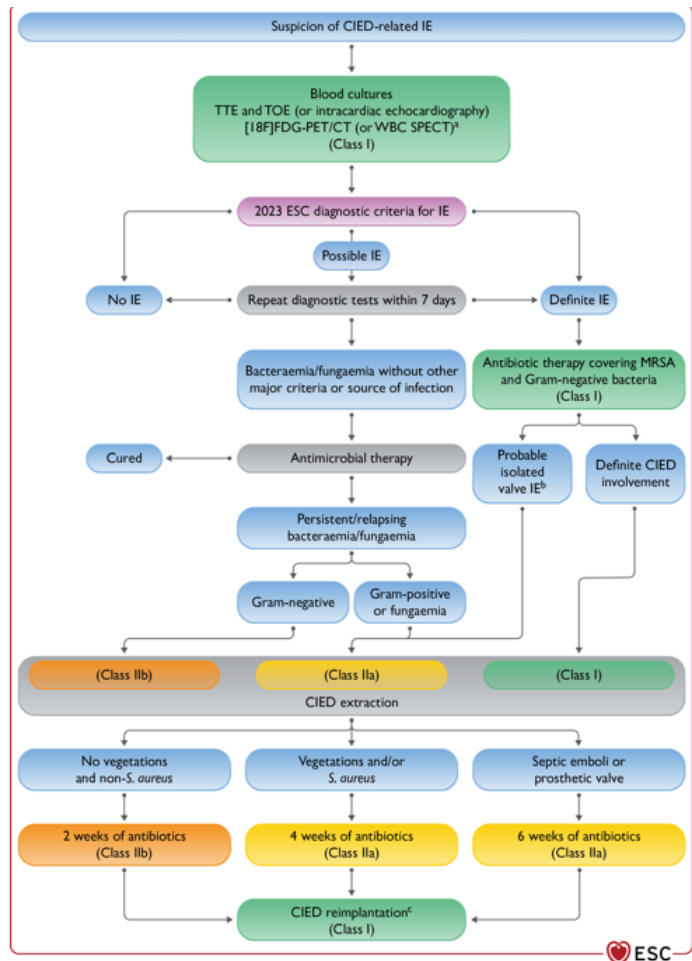 Suspicion of CIED-related IE
Blood cultures
TTE and TOE (or intracardiac echocardiography)
[18F]FDG-PET/CT (or WBC SPECT)ᵃ
(Class I)
2023 ESC diagnostic criteria for IE
Possible IE
No IE
Repeat diagnostic tests within 7 days
Definite IE
Bacteraemia/fungaemia without other
major criteria or source of infection
Antibiotic therapy covering MRSA
and Gram-negative bacteria
(Class I)
Cured
Antimicrobial therapy
Probable
isolated
valve IEᵇ
Definite CIED
involvement
Persistent/relapsing
bacteraemia/fungaemia
Gram-negative
Gram-positive
or fungaemia
(Class IIb)
(Class IIa)
(Class I)
CIED extraction
No vegetations
and non-S. aureus
Vegetations and/or
S. aureus
Septic emboli or
prosthetic valve
2 weeks of antibiotics
(Class IIb)
4 weeks of antibiotics
(Class IIa)
6 weeks of antibiotics
(Class IIa)
CIED reimplantationᶜ
(Class I)
ESC